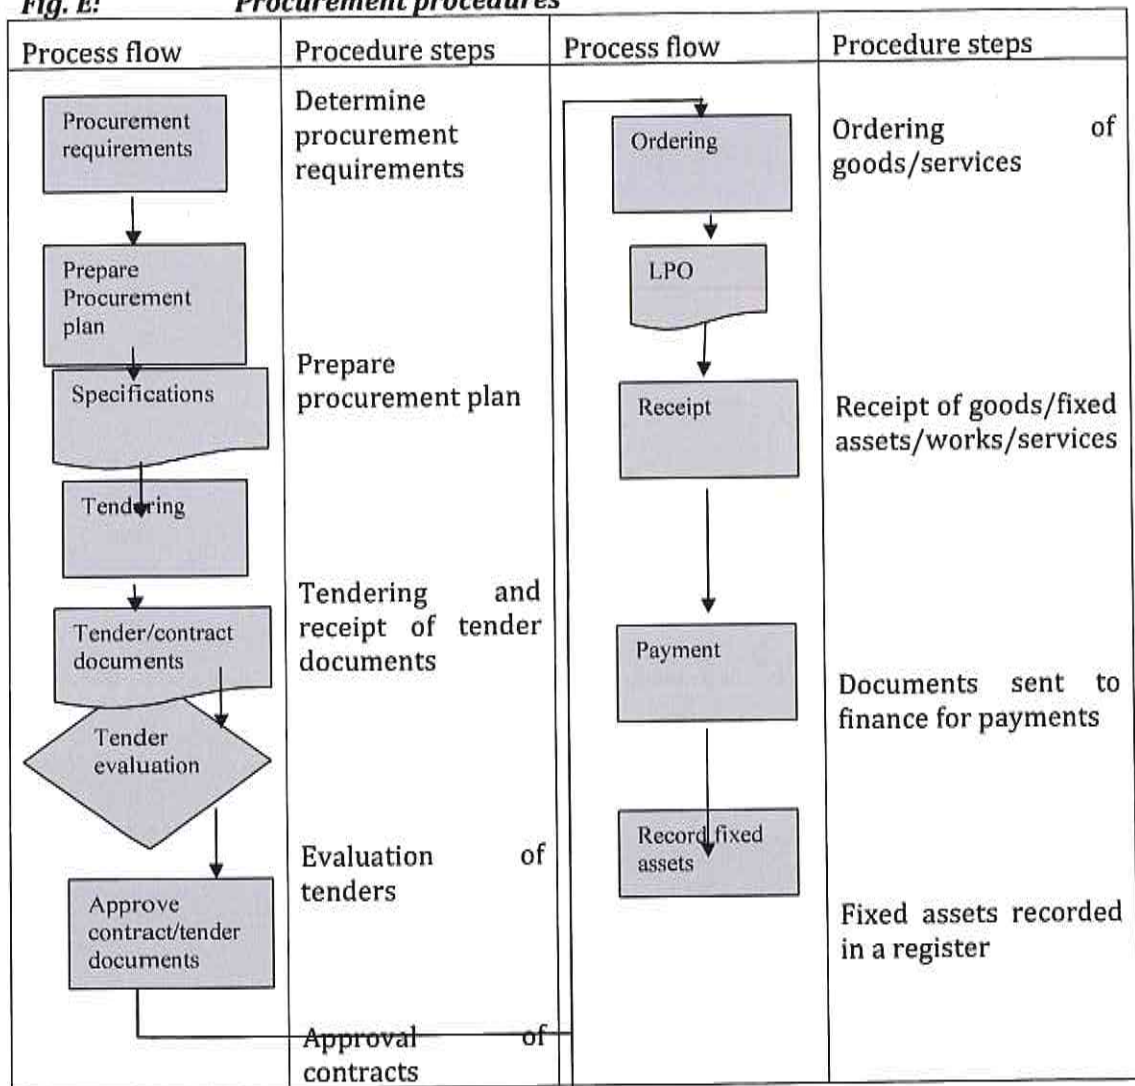 Fig. E: Procurement procedures
Process flow
Procedure steps
Process flow
Procedure steps
Procurement
requirements
Prepare
Procurement
plan
Specifications
Tendering
Tender/contract
documents
Tender
evaluation
Approve
contract/tender
documents
Determine
procurement
requirements
Prepare
procurement plan
Tendering and
receipt of tender
documents
Evaluation of
tenders
Approval of
contracts
Ordering
LPO
Receipt
Payment
Record fixed
assets
Ordering of
goods/services
Receipt of goods/fixed
assets/works/services
Documents sent to
finance for payments
Fixed assets recorded
in a register